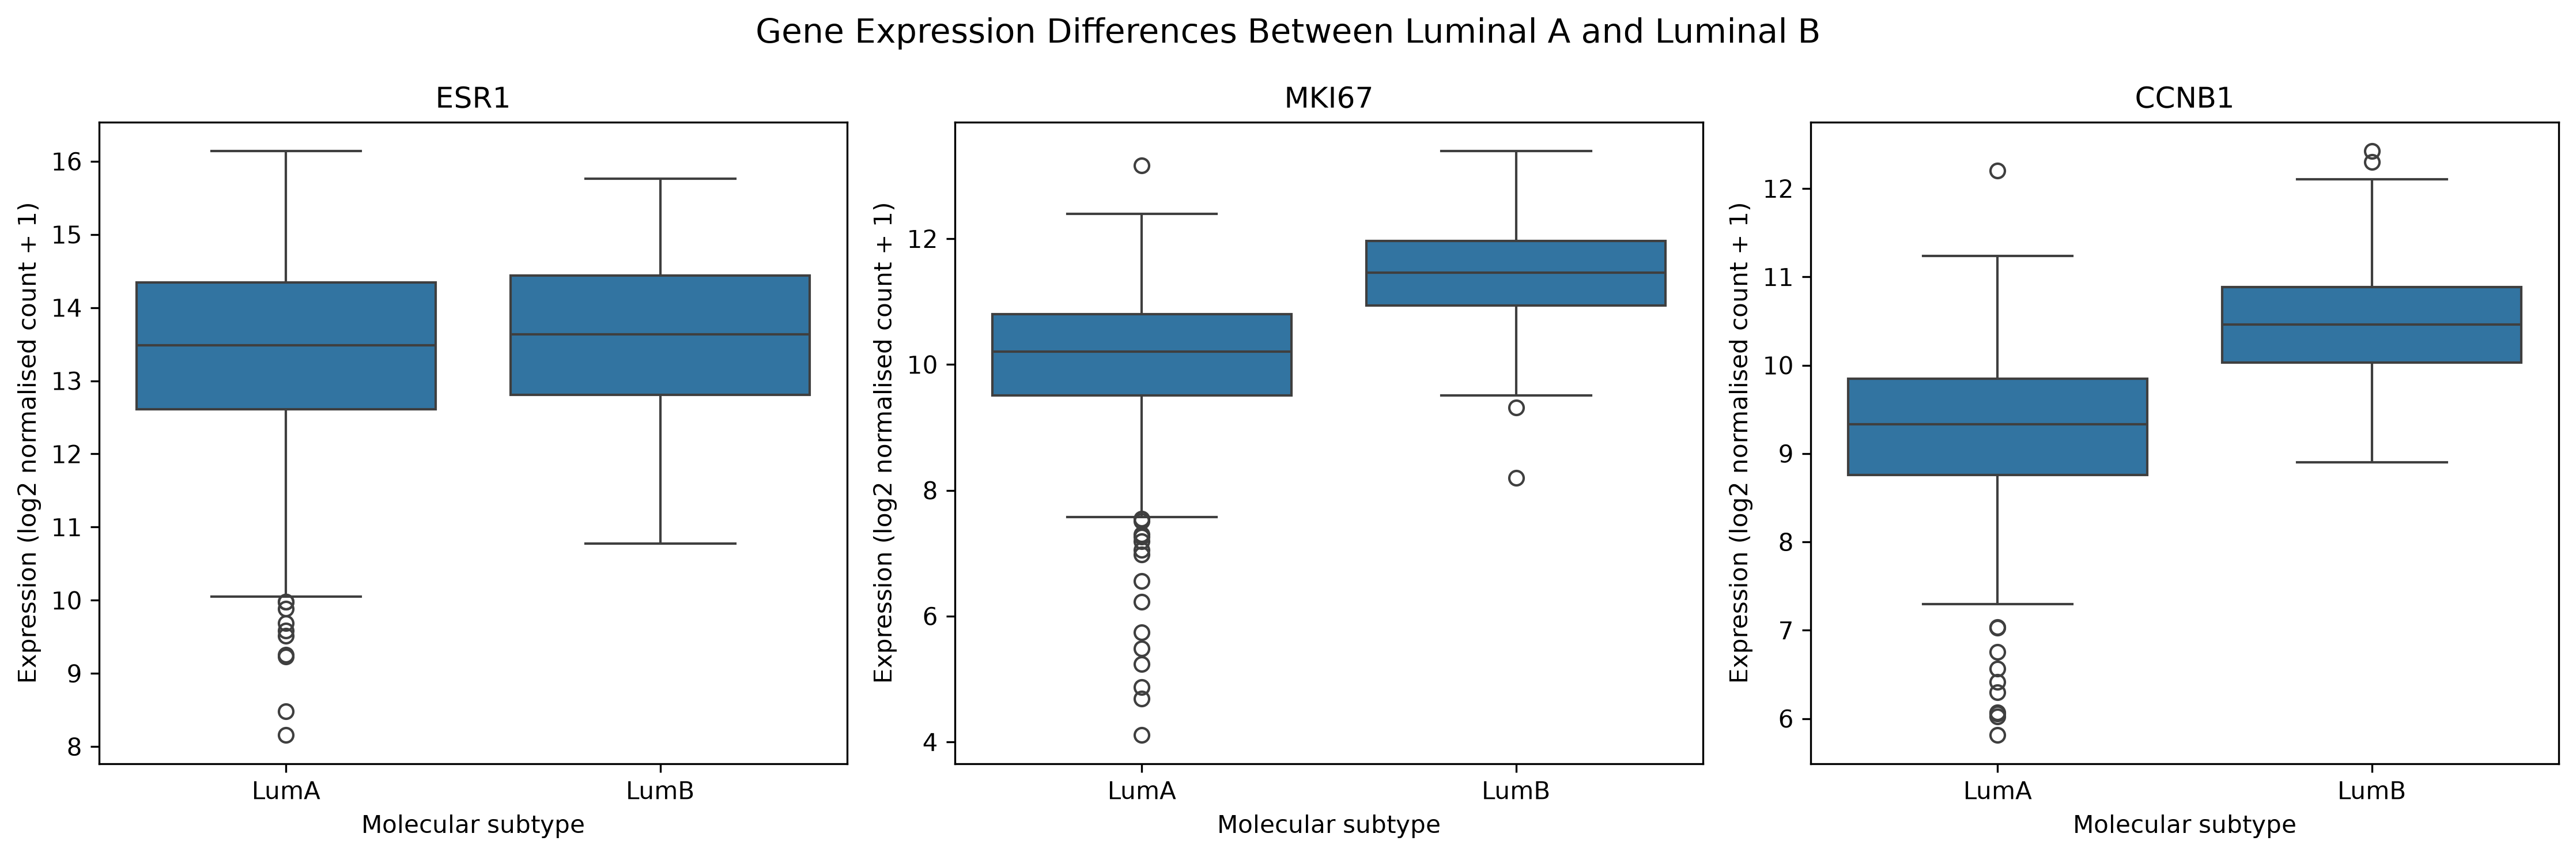 Gene Expression Differences Between Luminal A and Luminal B
ESR1
Expression (log2 normalised count + 1)
16
15
14
13
12
11
10
9
8
LumA LumB
Molecular subtype
MKI67
Expression (log2 normalised count + 1)
12
10
8
6
4
LumA LumB
Molecular subtype
CCNB1
Expression (log2 normalised count + 1)
12
11
10
9
8
7
6
LumA LumB
Molecular subtype